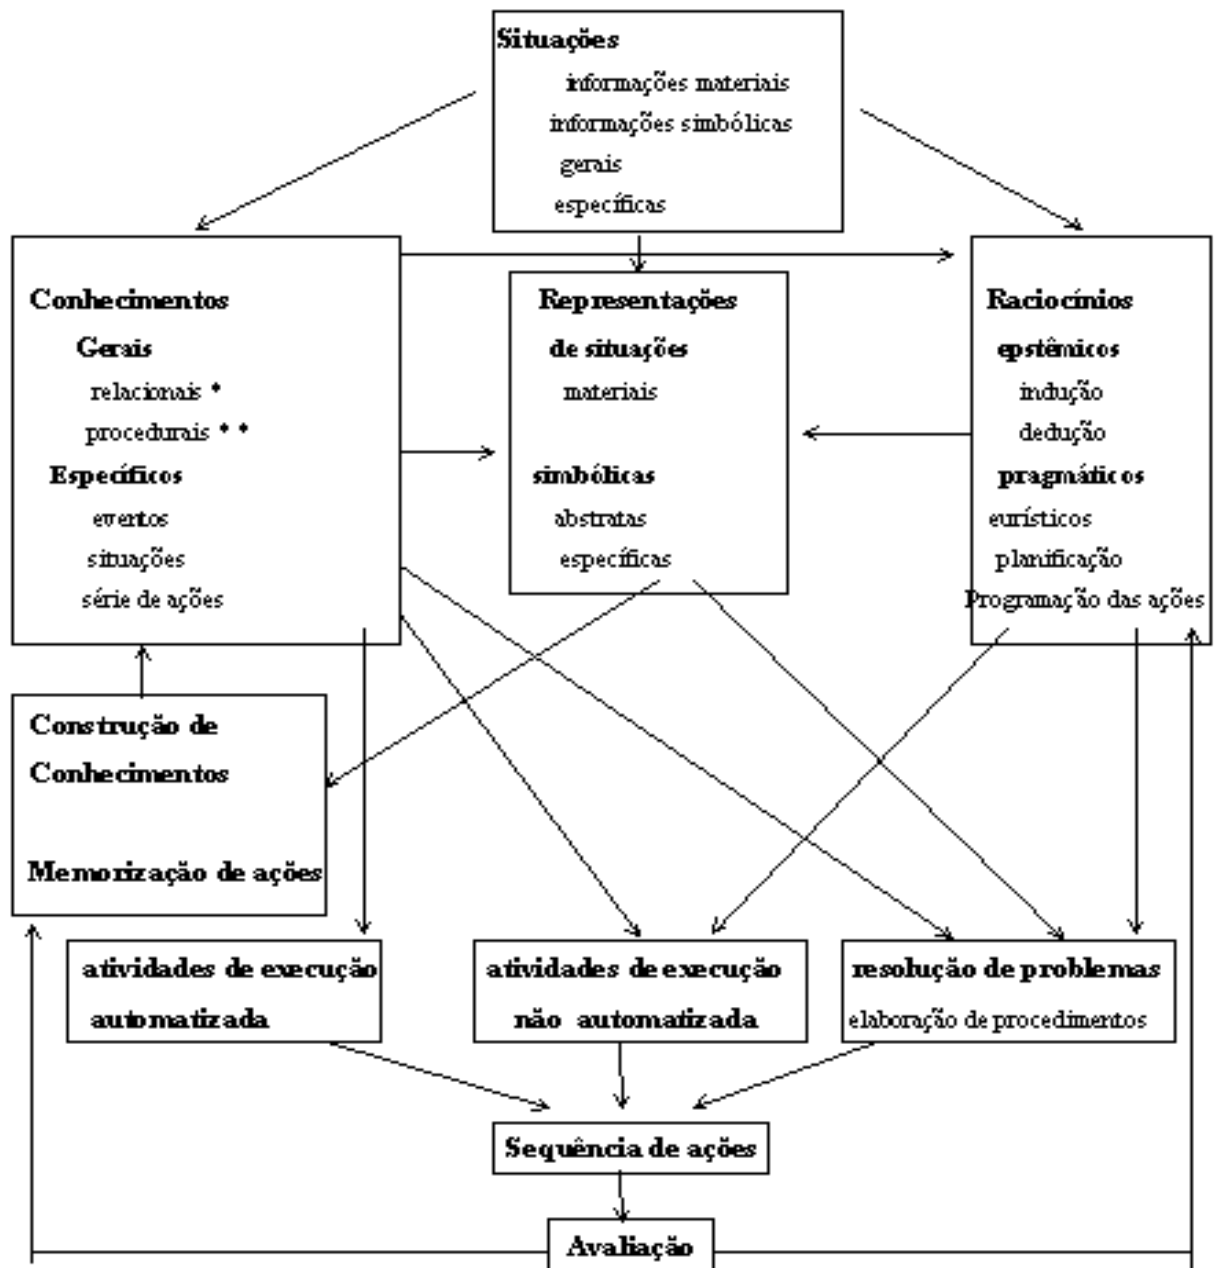 Situações
informações materiais
informações simbólicas
gerais
específicas
Conhecimentos
Gerais
relacionais *
procedurais * *
Específicos
eventos
situações
série de ações
Representações
de situações
materiais
simbólicas
abstratas
específicas
Raciocínios
epstêmicos
indução
dedução
pragmáticos
eurísticos
planificação
Programação das ações
Construção de
Conhecimentos
Memorização de ações
atividades de execução
automatizada
atividades de execução
não automatizada
resolução de problemas
elaboração de procedimentos
Sequência de ações
Avaliação